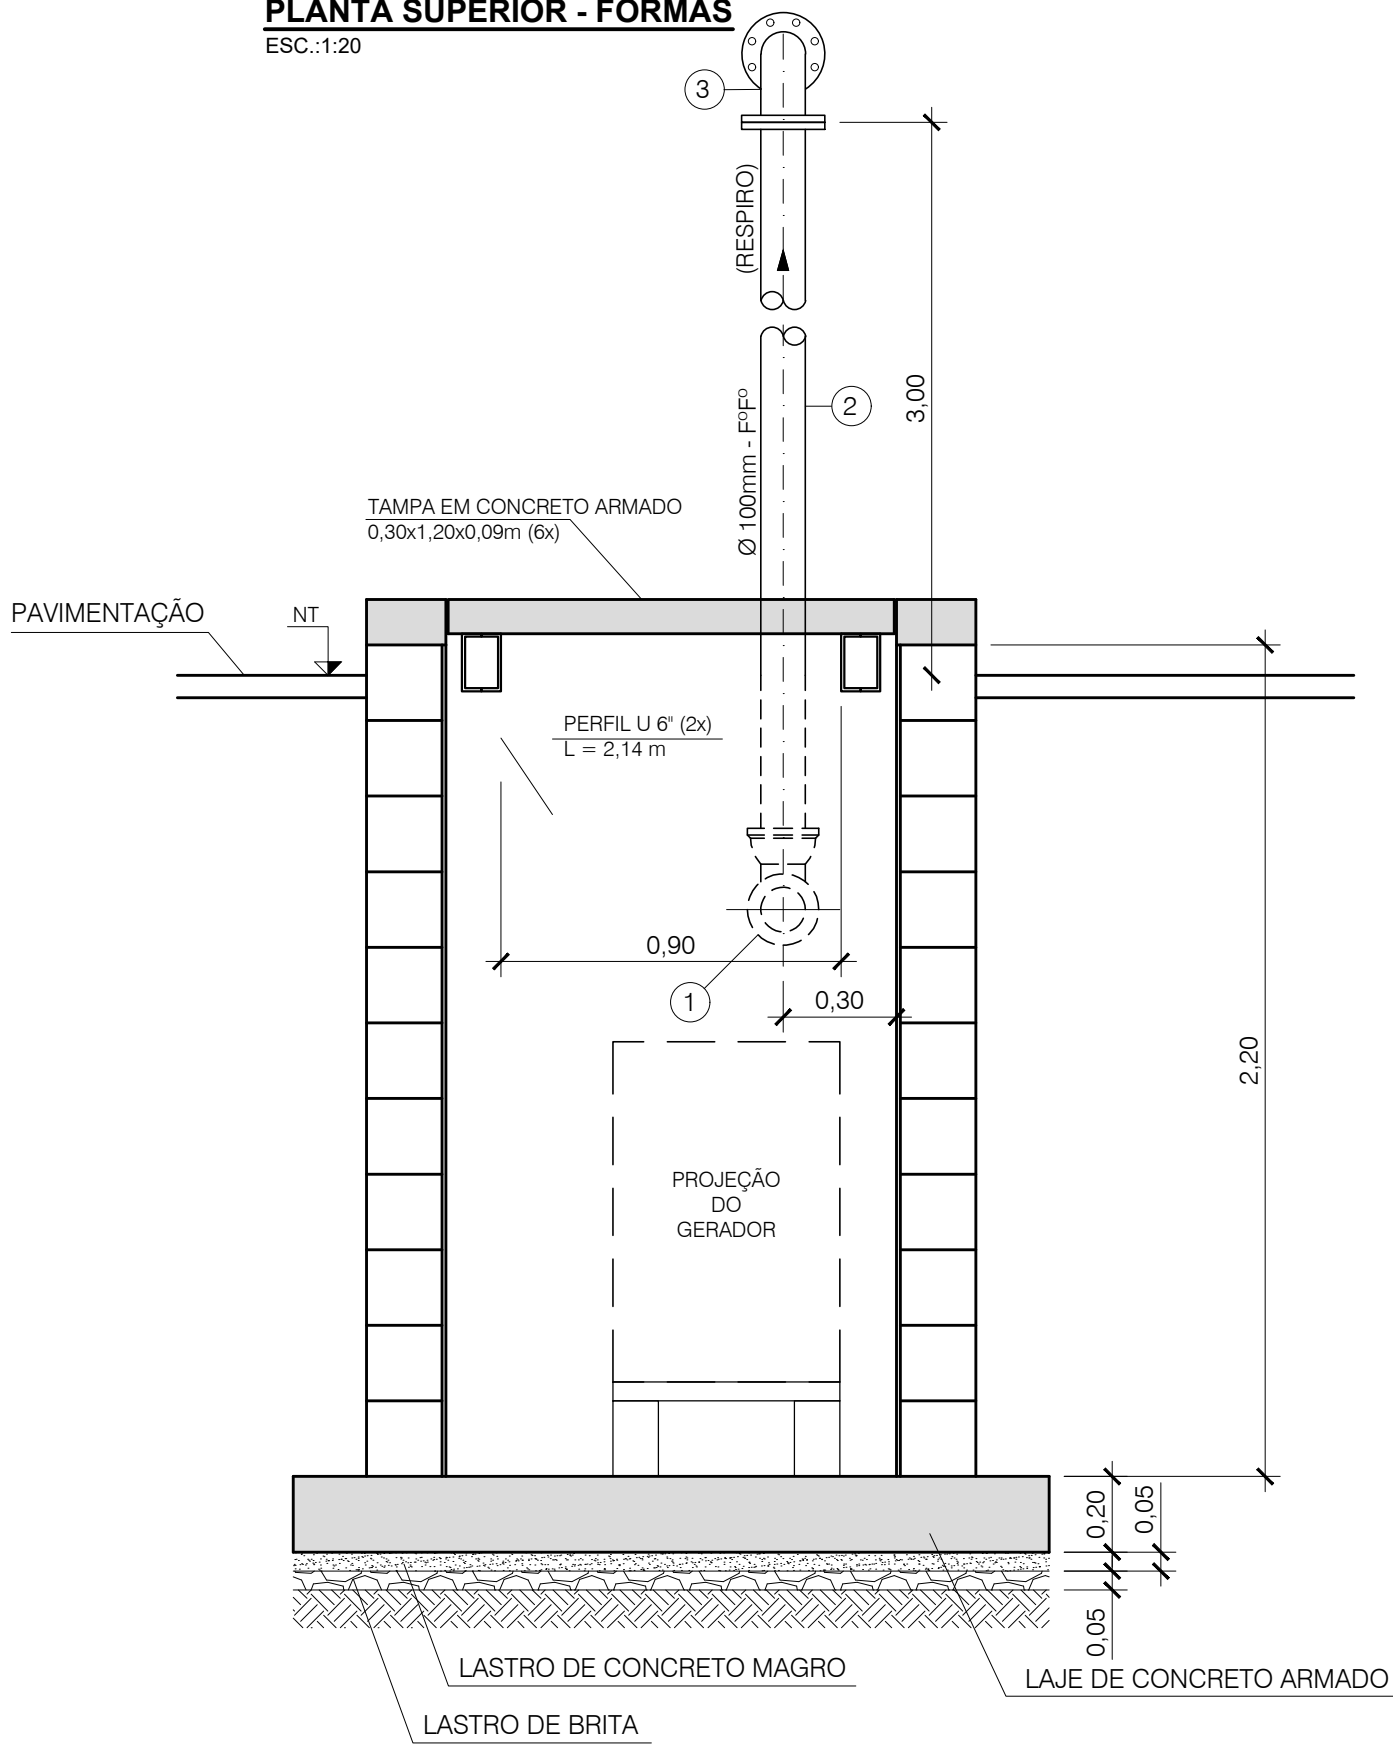 PLANTA SUPERIOR - FORMAS
ESC.:1:20
3
(RESPIRO)
3,00
2
Ø 100mm - FºFº
TAMPA EM CONCRETO ARMADO
0,30x1,20x0,09m (6x)
PAVIMENTAÇÃO
NT
PERFIL U 6" (2x)
L = 2,14 m
0,90
1
0,30
2,20
PROJEÇÃO
DO
GERADOR
0,20
0,05
0,05
LASTRO DE CONCRETO MAGRO
LAJE DE CONCRETO ARMADO
LASTRO DE BRITA